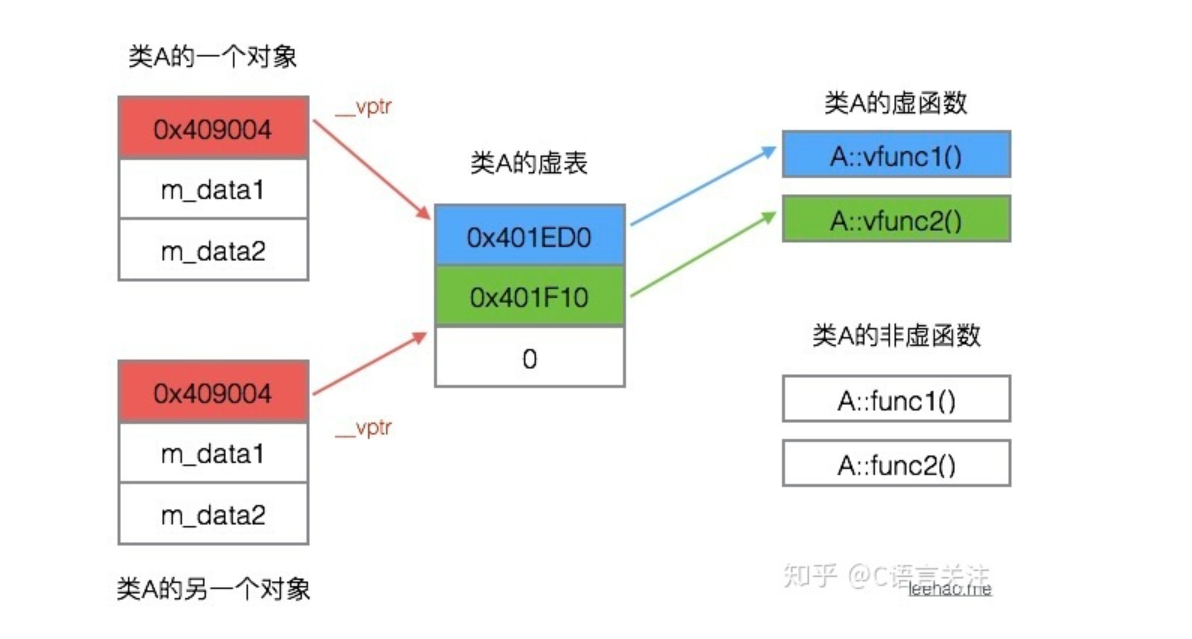 类A的一个对象
0x409004
m_data1
m_data2
__vptr
类A的虚表
0x401ED0
0x401F10
0
类A的虚函数
A::vfunc1()
A::vfunc2()
类A的非虚函数
A::func1()
A::func2()
0x409004
m_data1
m_data2
__vptr
类A的另一个对象
知乎 @C语言关注
leehao.me